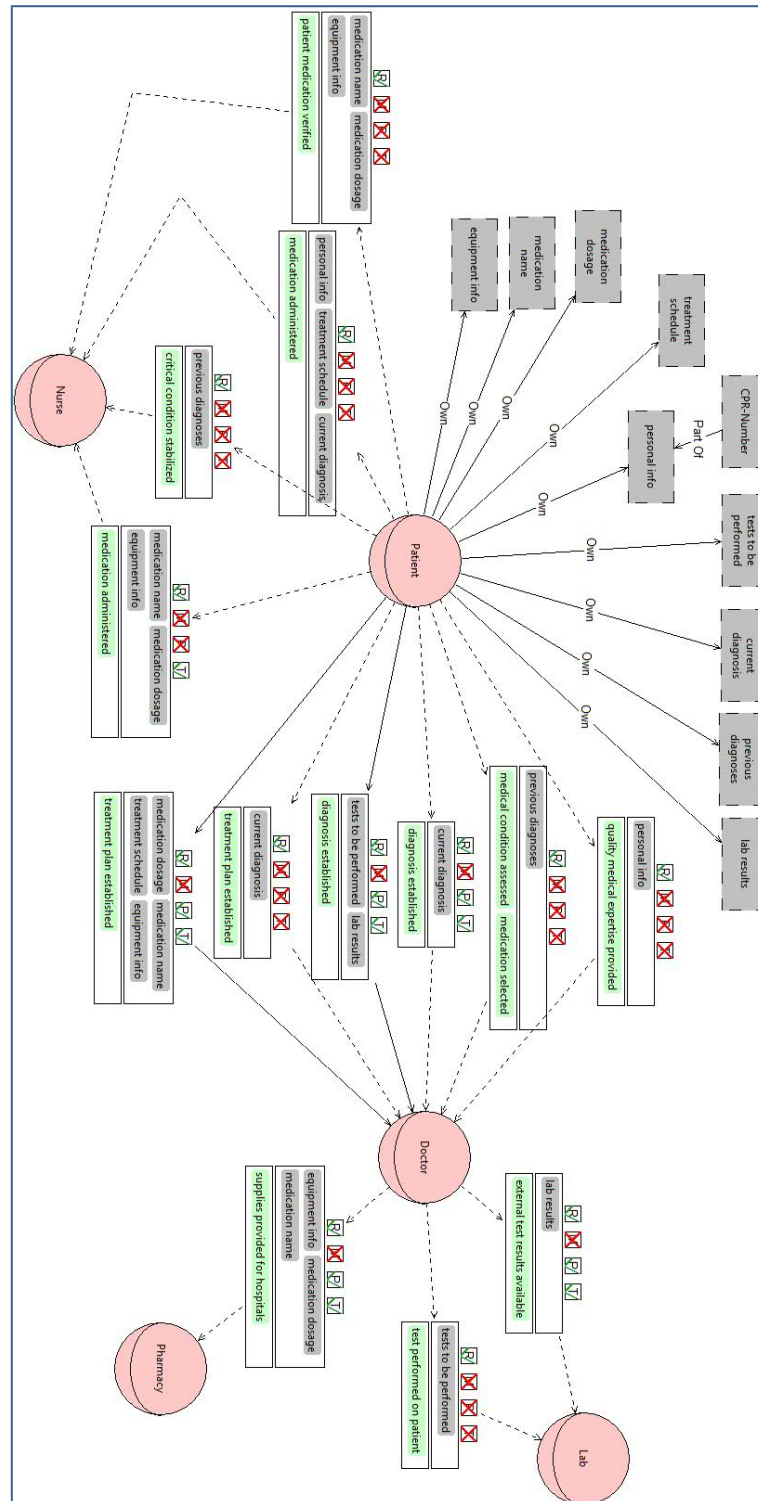 CPR-Number
tests to be
performed
current
diagnosis
previous
diagnoses
lab results
treatment
schedule
Part Of
personal info
medication
dosage
medication
name
equipment info
Own
Own
Own
Own
Own
Own
Own
Own
Own
R
medication name
medication dosage
equipment info
patient medication verified
R
personal info
treatment schedule
current diagnosis
medication administered
R
previous diagnoses
critical condition stabilized
R
T
medication name
medication dosage
equipment info
medication administered
Nurse
Patient
R
personal info
quality medical expertise provided
R
previous diagnoses
medical condition assessed
medication selected
R
P
T
current diagnosis
diagnosis established
R
P
T
tests to be performed
lab results
diagnosis established
R
current diagnosis
treatment plan established
R
P
T
medication dosage
medication name
treatment schedule
equipment info
treatment plan established
Doctor
R
P
T
lab results
external test results available
R
tests to be performed
test performed on patient
R
P
T
equipment info
medication dosage
medication name
supplies provided for hospitals
Lab
Pharmacy